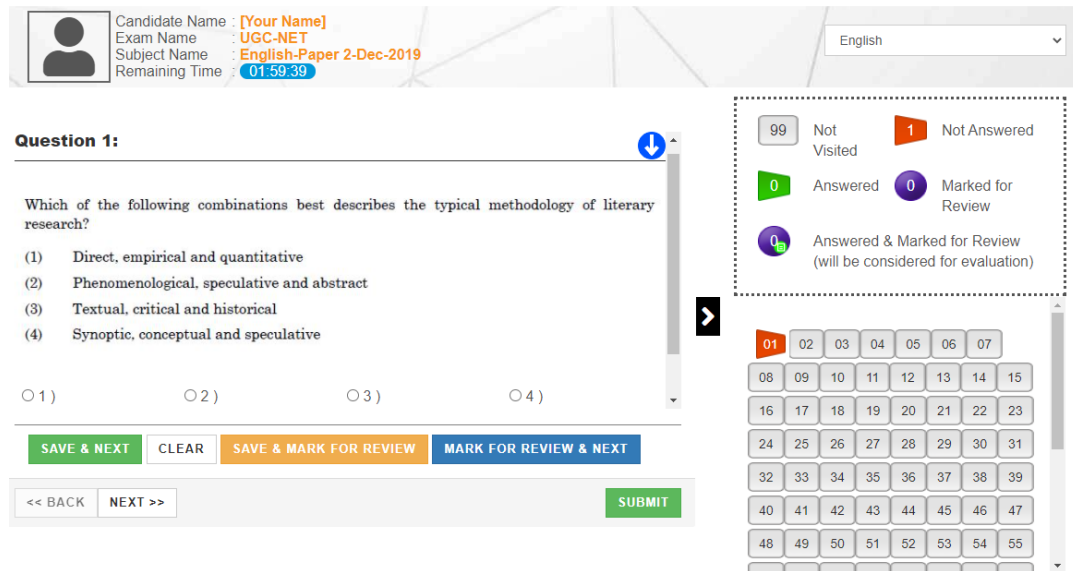 Candidate Name : [Your Name]
Exam Name : UGC-NET
Subject Name : English-Paper 2-Dec-2019
Remaining Time : 01:59:39
English
Question 1:
Which of the following combinations best describes the typical methodology of literary
research?
(1) Direct, empirical and quantitative
(2) Phenomenological, speculative and abstract
(3) Textual, critical and historical
(4) Synoptic, conceptual and speculative
1 ) 2 ) 3 ) 4 )
SAVE & NEXT CLEAR SAVE & MARK FOR REVIEW MARK FOR REVIEW & NEXT
<< BACK NEXT >> SUBMIT
99 Not
Visited
1 Not Answered
0 Answered
0 Marked for
Review
0 Answered & Marked for Review
(will be considered for evaluation)
01 02 03 04 05 06 07
08 09 10 11 12 13 14 15
16 17 18 19 20 21 22 23
24 25 26 27 28 29 30 31
32 33 34 35 36 37 38 39
40 41 42 43 44 45 46 47
48 49 50 51 52 53 54 55